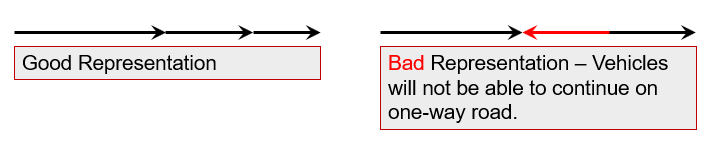 Good Representation
Bad Representation – Vehicles
will not be able to continue on
one-way road.